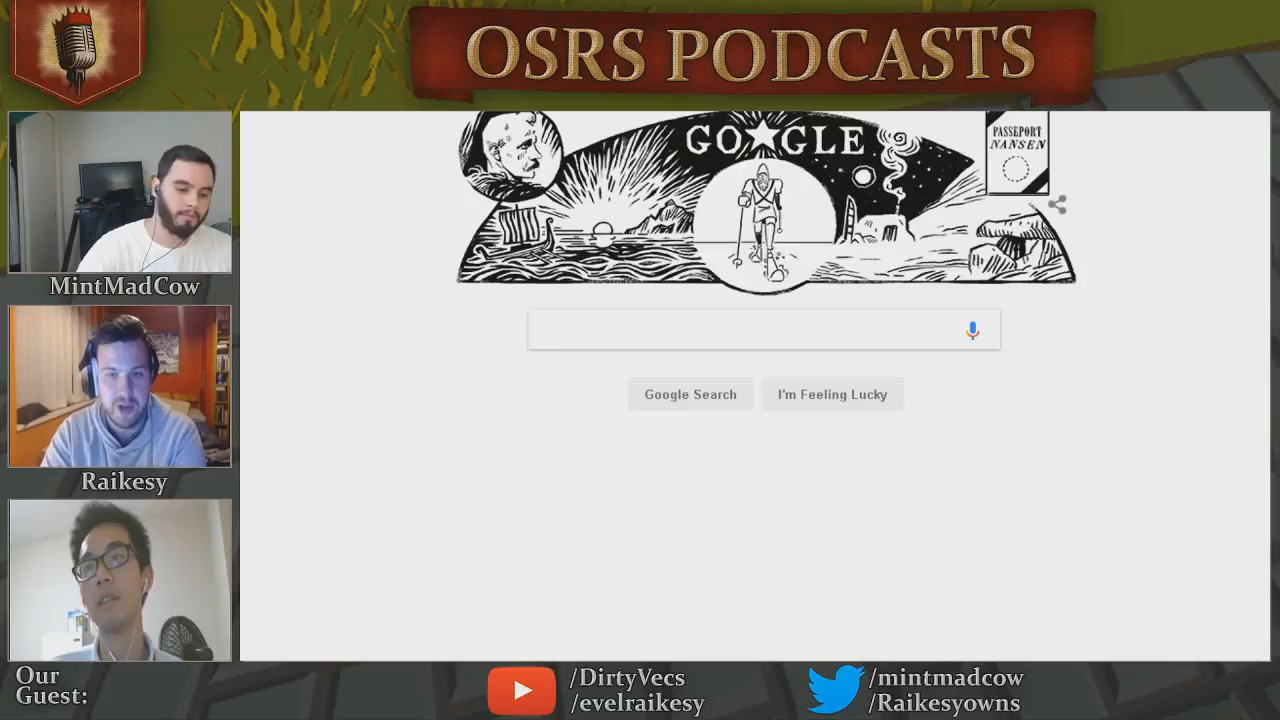 OSRS PODCASTS
GOOGLE
PASSEPORT
NANSEN
MintMadCow
Google Search
I'm Feeling Lucky
Raikesy
Our
Guest:
/DirtyVecs
/evelraikesy
/mintmadcow
/Raikesyowns